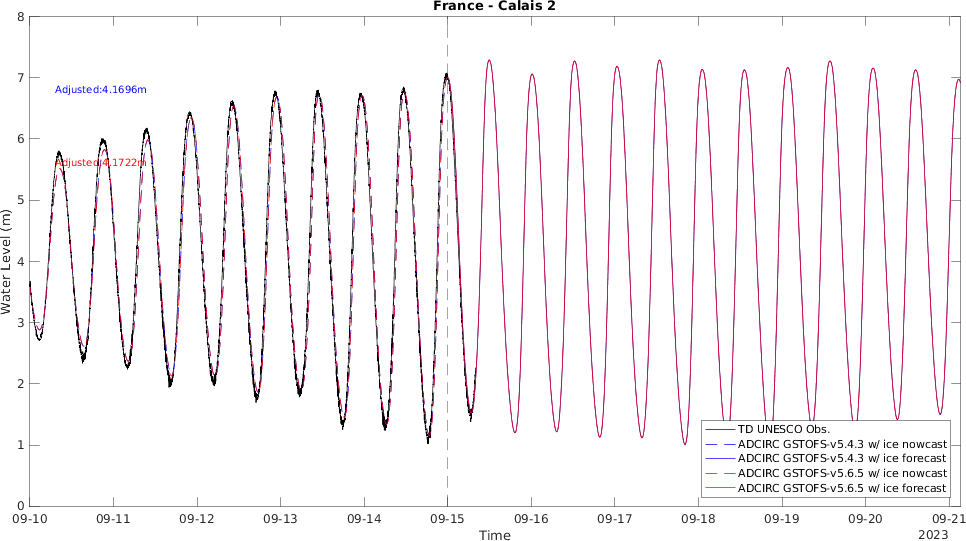 France - Calais 2
8
7
6
5
4
3
2
1
0
Water Level (m)
Adjusted:4.1696m
Adjusted:4.1722m
TD UNESCO Obs.
ADCIRC GSTOFS-v5.4.3 w/ ice nowcast
ADCIRC GSTOFS-v5.4.3 w/ ice forecast
ADCIRC GSTOFS-v5.6.5 w/ ice nowcast
ADCIRC GSTOFS-v5.6.5 w/ ice forecast
09-10 09-11 09-12 09-13 09-14 09-15 09-16 09-17 09-18 09-19 09-20 09-21
Time
2023